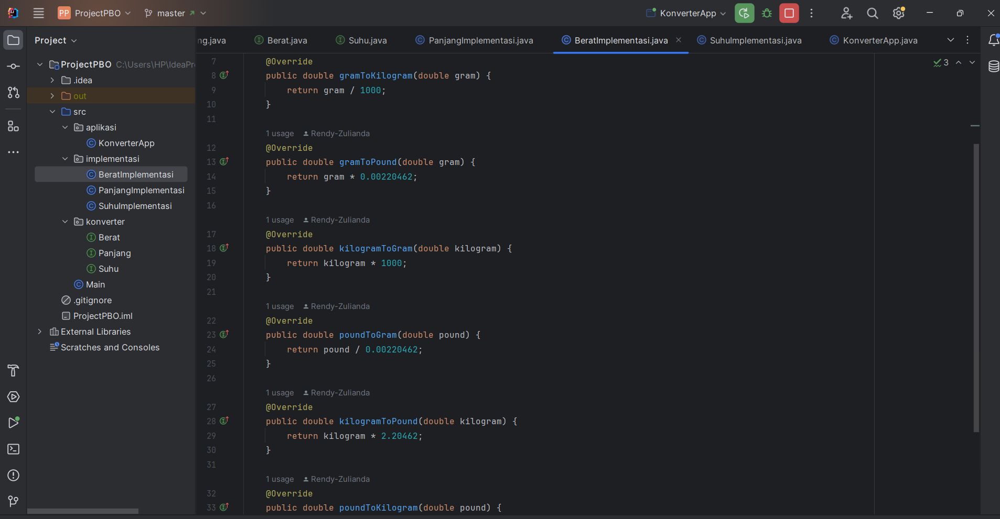 PP ProjectPBO master KonverterApp
Project
ng.java Berat.java Suhu.java PanjangImplementasi.java BeratImplementasi.java SuhuImplementasi.java KonverterApp.java
ProjectPBO C:\Users\HP\IdeaPr
.idea
out
src
aplikasi
KonverterApp
implementasi
BeratImplementasi
PanjangImplementasi
SuhuImplementasi
konverter
Berat
Panjang
Suhu
Main
.gitignore
ProjectPBO.iml
External Libraries
Scratches and Consoles
3
7 @Override
8 public double gramToKilogram(double gram) {
9 return gram / 1000;
10 }
11
1 usage Rendy-Zulianda
12 @Override
13 public double gramToPound(double gram) {
14 return gram * 0.00220462;
15 }
16
1 usage Rendy-Zulianda
17 @Override
18 public double kilogramToGram(double kilogram) {
19 return kilogram * 1000;
20 }
21
1 usage Rendy-Zulianda
22 @Override
23 public double poundToGram(double pound) {
24 return pound / 0.00220462;
25 }
26
1 usage Rendy-Zulianda
27 @Override
28 public double kilogramToPound(double kilogram) {
29 return kilogram * 2.20462;
30 }
31
1 usage Rendy-Zulianda
32 @Override
33 public double poundToKilogram(double pound) {